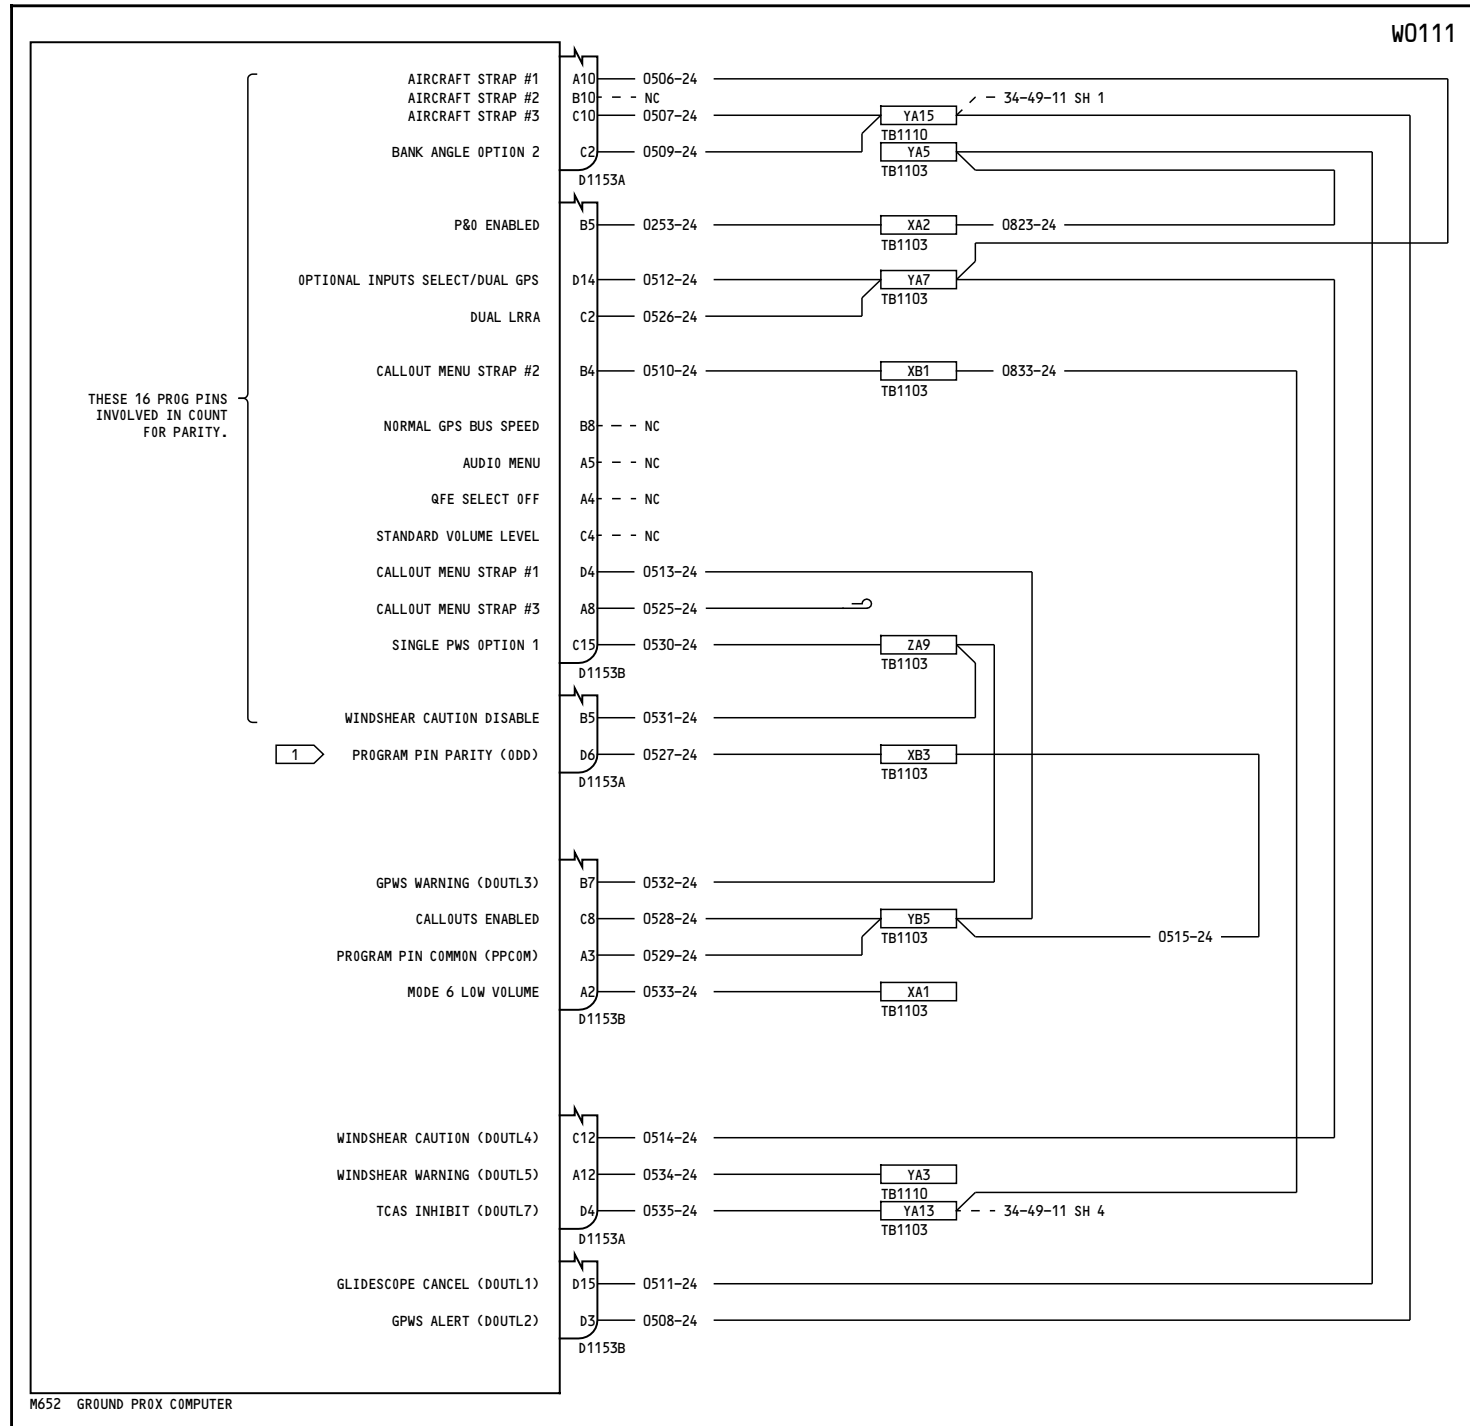 W0111
AIRCRAFT STRAP #1 A10 0506-24
AIRCRAFT STRAP #2 B10 NC 34-49-11 SH 1
AIRCRAFT STRAP #3 C10 0507-24 YA15
TB1110
BANK ANGLE OPTION 2 C2 0509-24 YA5
D1153A TB1103
P&O ENABLED B5 0253-24 XA2 0823-24
TB1103
OPTIONAL INPUTS SELECT/DUAL GPS D14 0512-24 YA7
TB1103
DUAL LRRA C2 0526-24
CALLOUT MENU STRAP #2 B4 0510-24 XB1 0833-24
TB1103
THESE 16 PROG PINS
INVOLVED IN COUNT
FOR PARITY.
NORMAL GPS BUS SPEED B8 NC
AUDIO MENU A5 NC
QFE SELECT OFF A4 NC
STANDARD VOLUME LEVEL C4 NC
CALLOUT MENU STRAP #1 D4 0513-24
CALLOUT MENU STRAP #3 A8 0525-24
SINGLE PWS OPTION 1 C15 0530-24 ZA9
D1153B TB1103
WINDSHEAR CAUTION DISABLE B5 0531-24
1 PROGRAM PIN PARITY (ODD) D6 0527-24 XB3
D1153A TB1103
GPWS WARNING (DOUTL3) B7 0532-24
CALLOUTS ENABLED C8 0528-24 YB5
TB1103 0515-24
PROGRAM PIN COMMON (PPCOM) A3 0529-24
MODE 6 LOW VOLUME A2 0533-24 XA1
D1153B TB1103
WINDSHEAR CAUTION (DOUTL4) C12 0514-24
WINDSHEAR WARNING (DOUTL5) A12 0534-24 YA3
TB1110
TCAS INHIBIT (DOUTL7) D4 0535-24 YA13 34-49-11 SH 4
D1153A TB1103
GLIDESCOPE CANCEL (DOUTL1) D15 0511-24
GPWS ALERT (DOUTL2) D3 0508-24
D1153B
M652 GROUND PROX COMPUTER